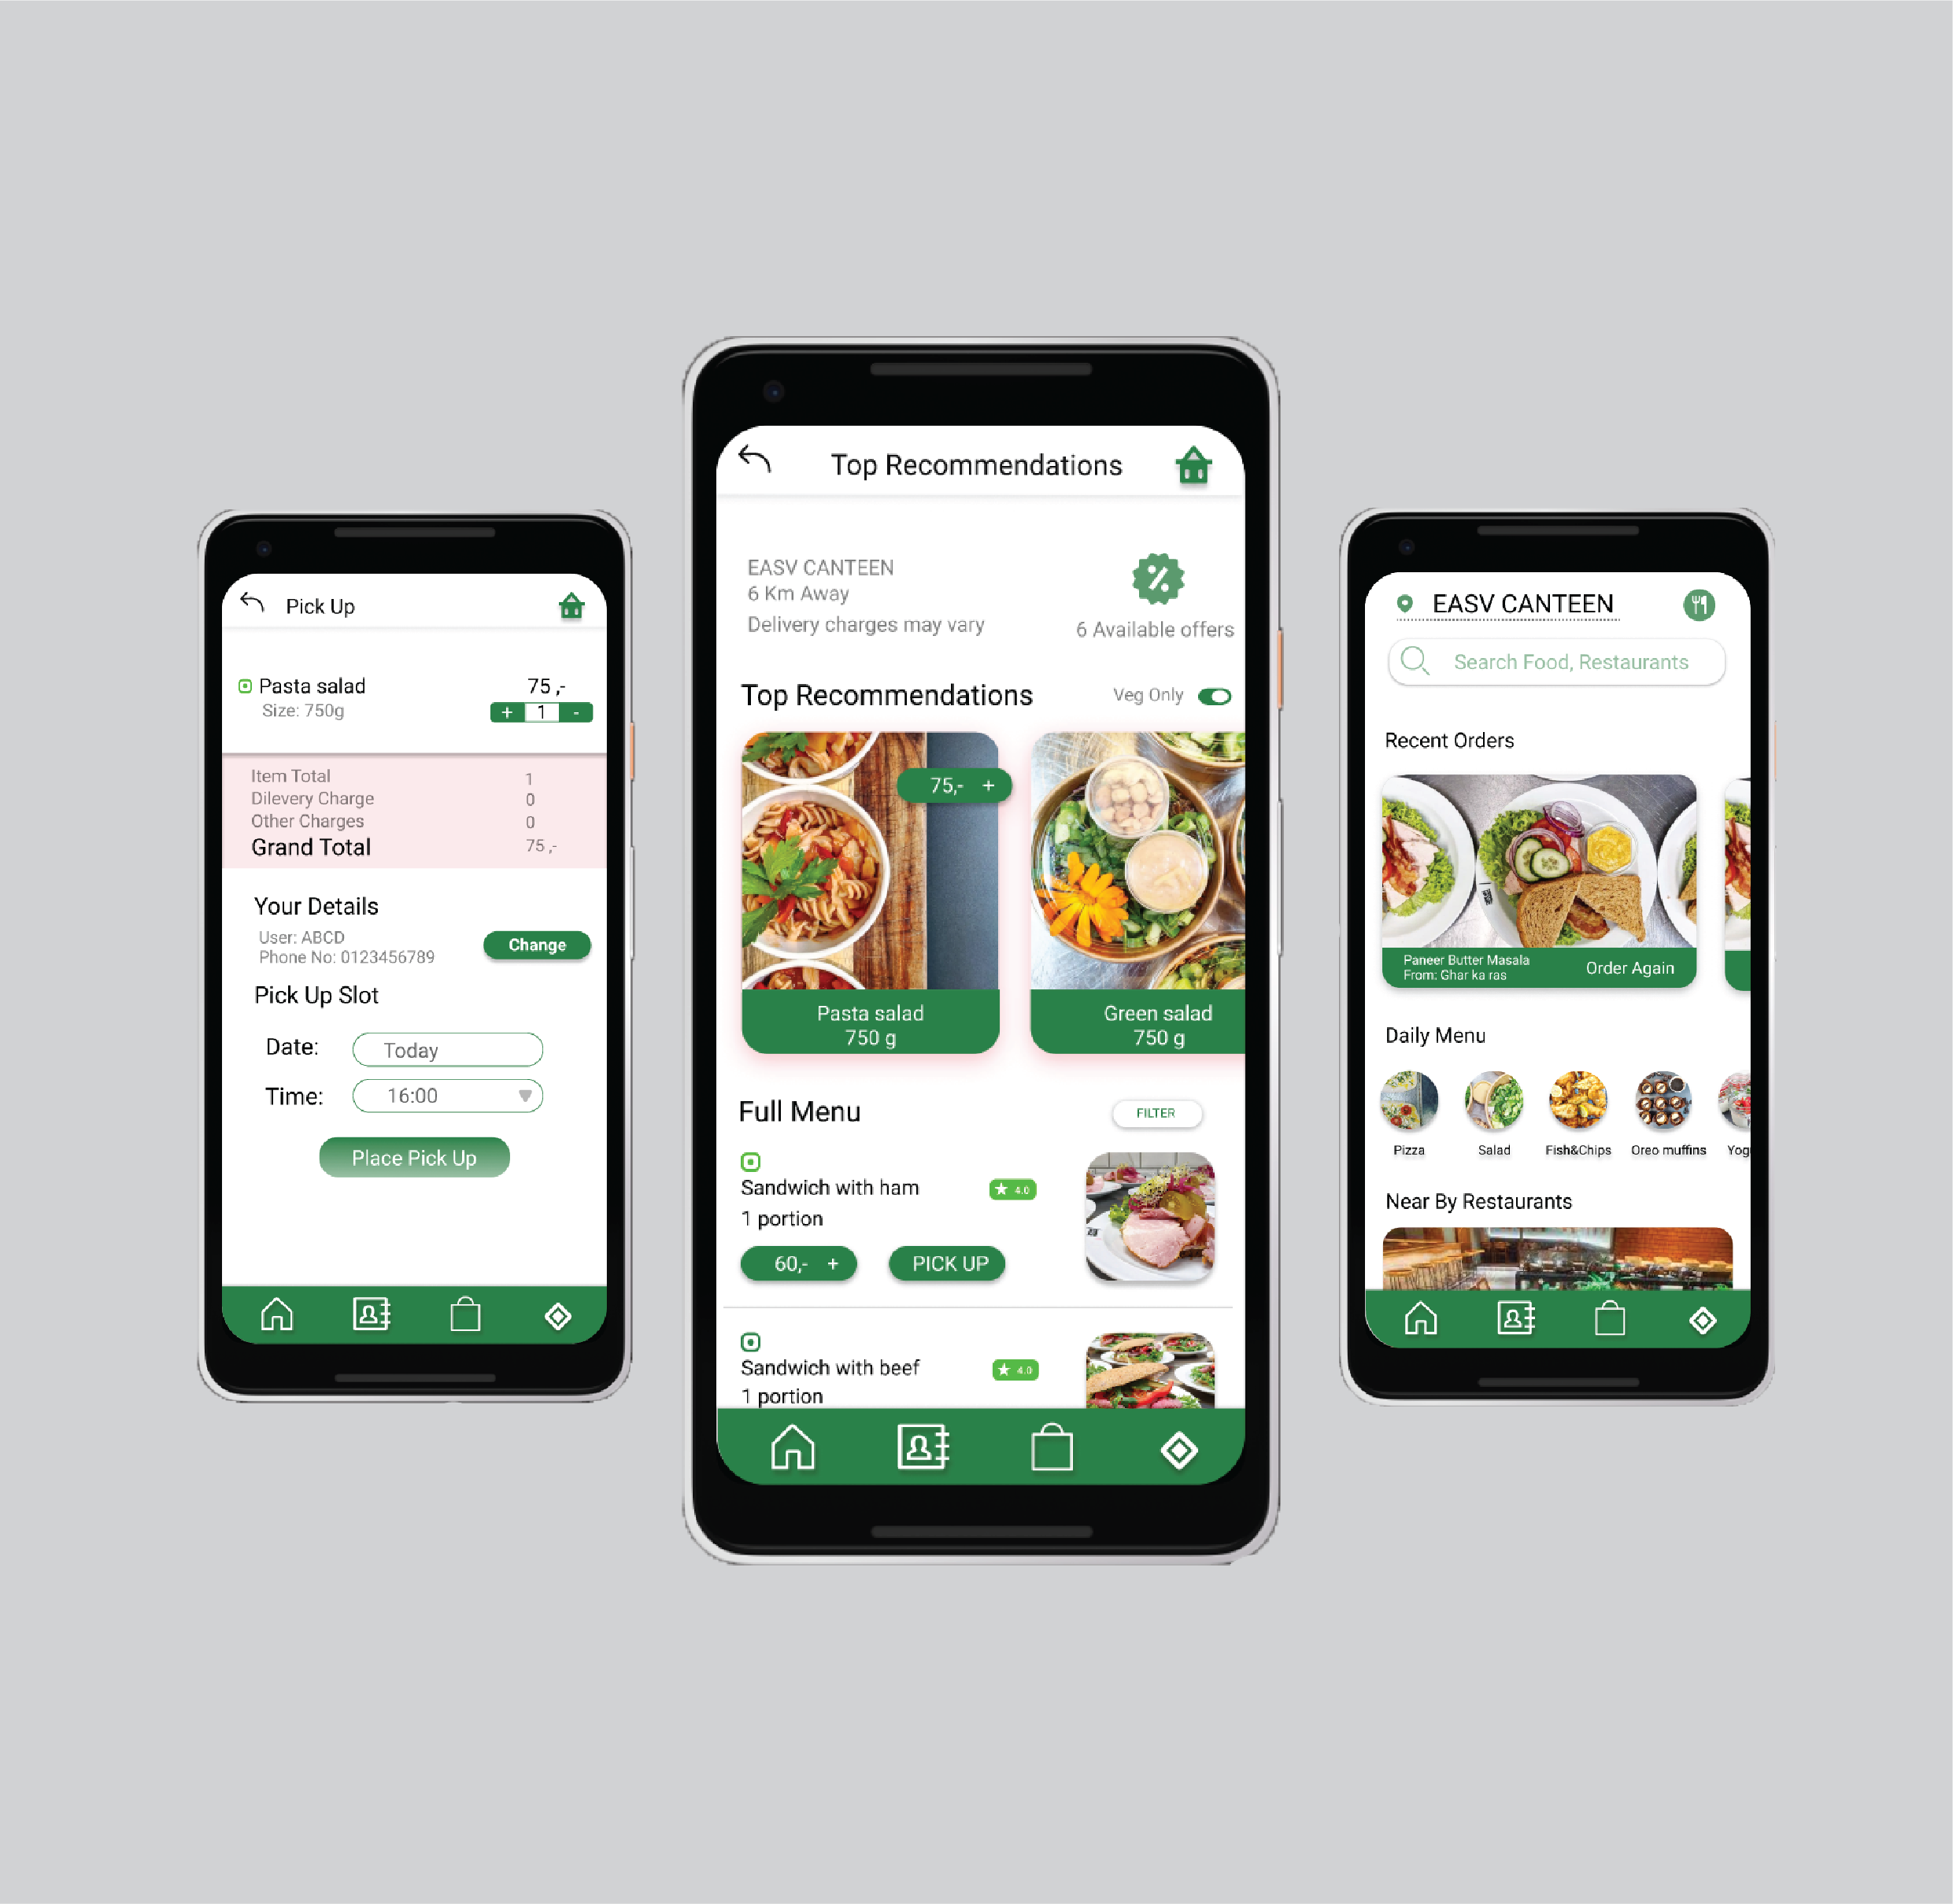 Pick Up
Pasta salad 75 ,-
Size: 750g + 1 -
Item Total 1
Dilevery Charge 0
Other Charges 0
Grand Total 75 ,-
Your Details
User: ABCD
Phone No: 0123456789
Change
Pick Up Slot
Date: Today
Time: 16:00
Place Pick Up
Top Recommendations
EASV CANTEEN
6 Km Away
Delivery charges may vary
6 Available offers
Top Recommendations Veg Only
75,- +
Pasta salad
750 g
Green salad
750 g
Full Menu FILTER
Sandwich with ham 4.0
1 portion
60,- + PICK UP
Sandwich with beef 4.0
1 portion
EASV CANTEEN
Search Food, Restaurants
Recent Orders
Paneer Butter Masala
From: Ghar ka ras
Order Again
Daily Menu
Pizza Salad Fish&Chips Oreo muffins Yog
Near By Restaurants